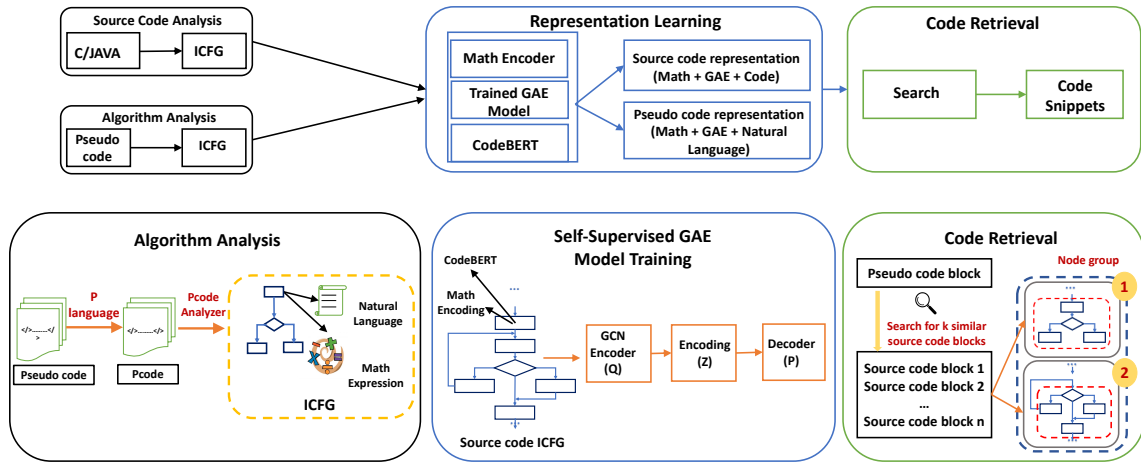 Source Code Analysis
C/JAVA
ICFG
Algorithm Analysis
Pseudo
code
ICFG
Representation Learning
Math Encoder
Trained GAE
Model
CodeBERT
Source code representation
(Math + GAE + Code)
Pseudo code representation
(Math + GAE + Natural
Language)
Code Retrieval
Search
Code
Snippets
Algorithm Analysis
P
language
Pcode
Analyzer
</>......</
>
Pseudo code
</>......</>
Pcode
Natural
Language
Math
Expression
ICFG
Self-Supervised GAE
Model Training
CodeBERT
Math
Encoding
...
...
Source code ICFG
GCN
Encoder
(Q)
Encoding
(Z)
Decoder
(P)
Code Retrieval
Pseudo code block
Search for k similar
source code blocks
Source code block 1
Source code block 2
...
Source code block n
Node group
1
...
...
2
...
...